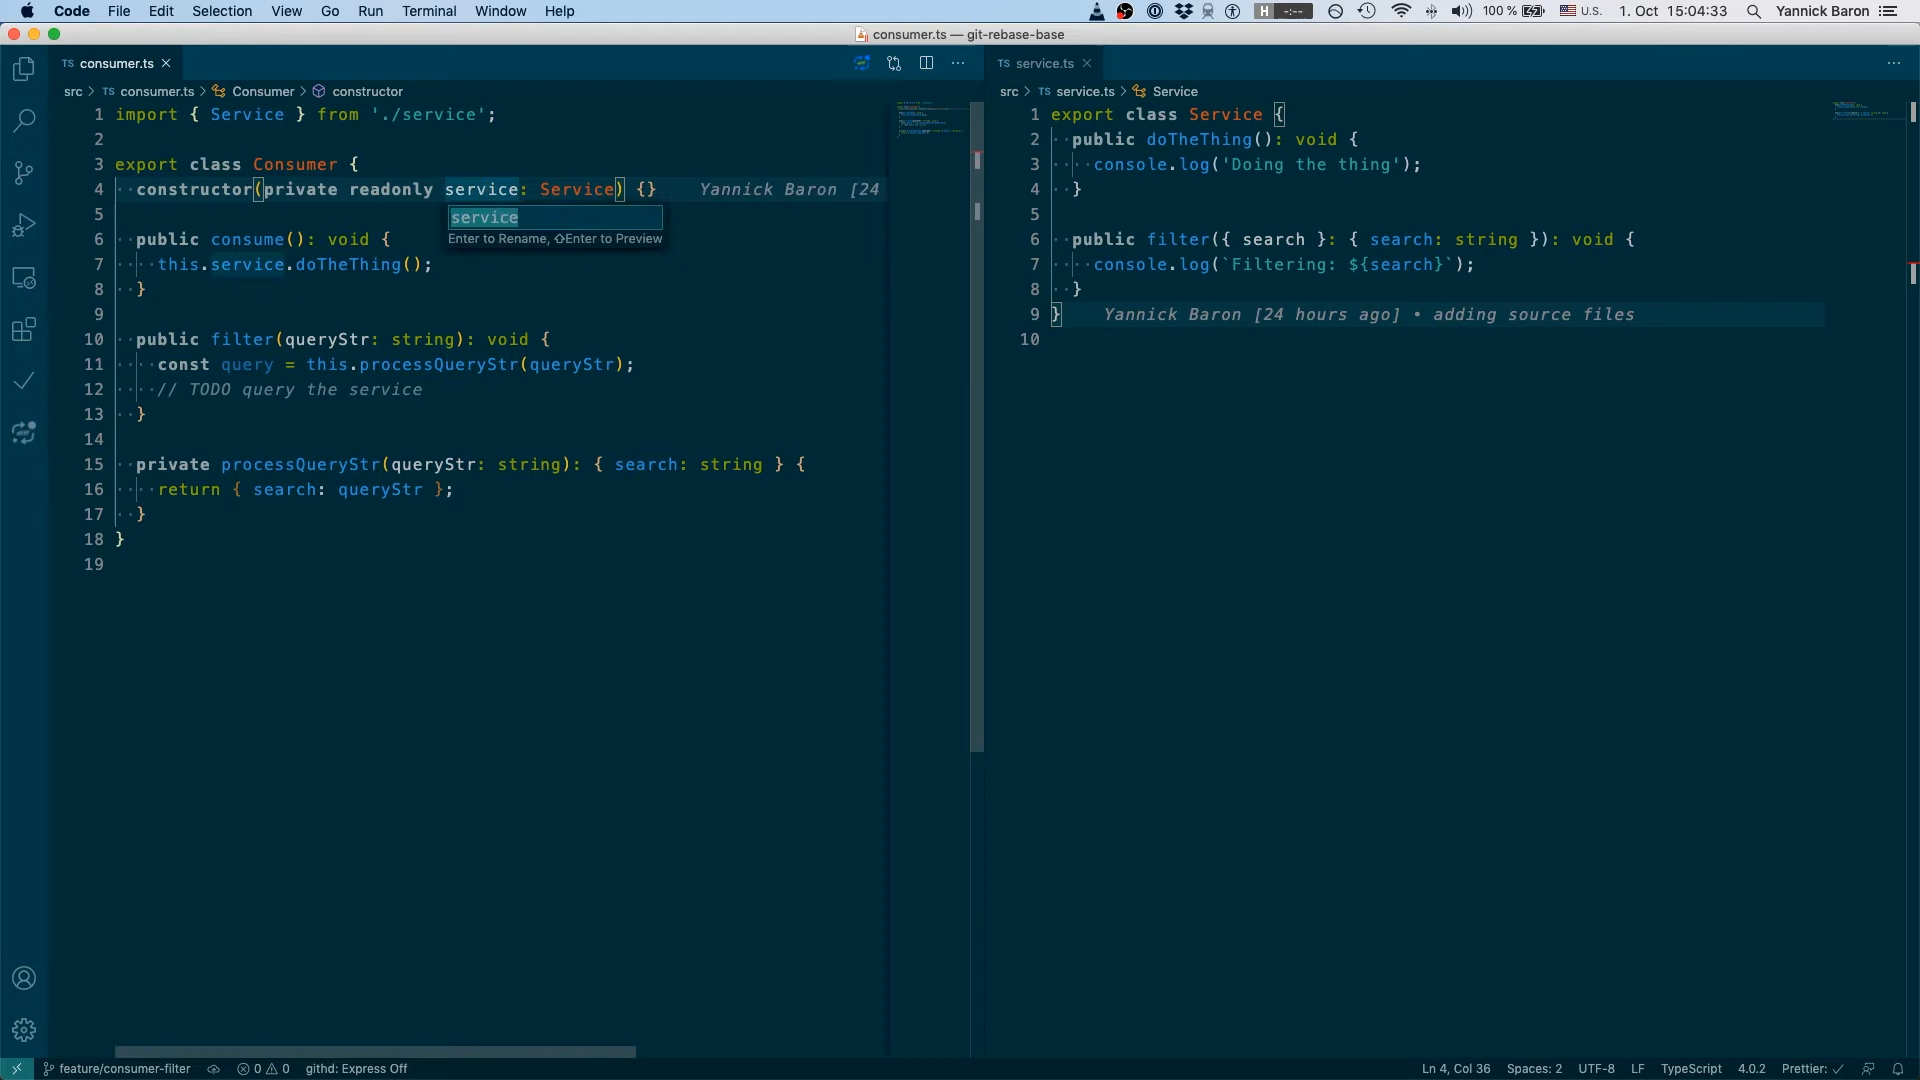 Code File Edit Selection View Go Run Terminal Window Help
H -:-- 100 % U.S. 1. Oct 15:04:33 Yannick Baron
consumer.ts — git-rebase-base
TS consumer.ts
src > TS consumer.ts > Consumer > constructor
1 import { Service } from './service';
2
3 export class Consumer {
4 constructor(private readonly service: Service) {} Yannick Baron [24
service
Enter to Rename, ⇧Enter to Preview
5
6 public consume(): void {
7 this.service.doTheThing();
8 }
9
10 public filter(queryStr: string): void {
11 const query = this.processQueryStr(queryStr);
12 // TODO query the service
13 }
14
15 private processQueryStr(queryStr: string): { search: string } {
16 return { search: queryStr };
17 }
18 }
19
TS service.ts
src > TS service.ts > Service
1 export class Service {
2 public doTheThing(): void {
3 console.log('Doing the thing');
4 }
5
6 public filter({ search }: { search: string }): void {
7 console.log(`Filtering: ${search}`);
8 }
9 } Yannick Baron [24 hours ago] • adding source files
10
feature/consumer-filter 0 0 githd: Express Off
Ln 4, Col 36 Spaces: 2 UTF-8 LF TypeScript 4.0.2 Prettier: ✓